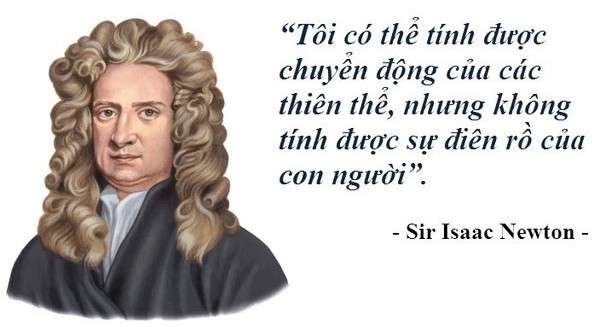 “Tôi có thể tính được
chuyển động của các
thiên thể, nhưng không
tính được sự điên rồ của
con người”.
- Sir Isaac Newton -